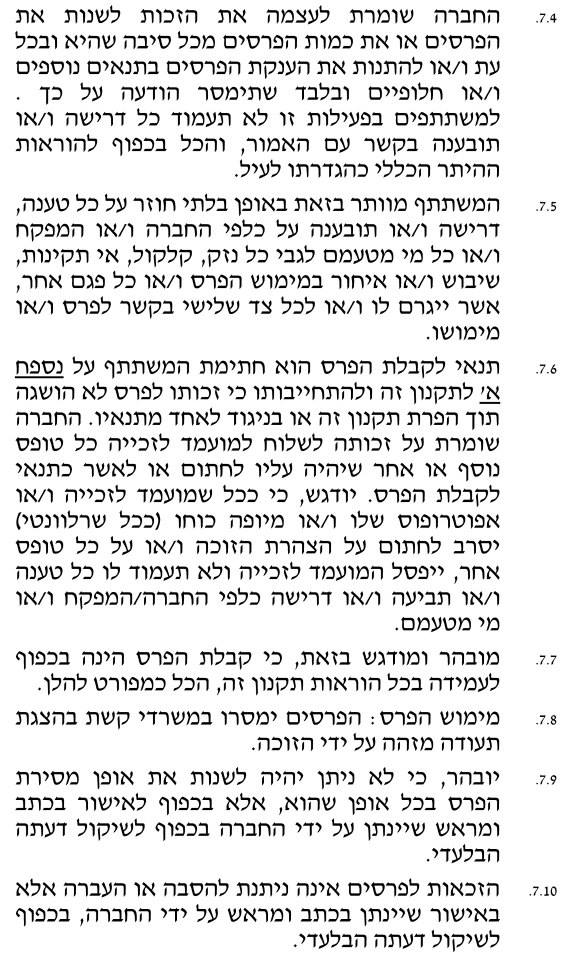 7.4. החברה שומרת לעצמה את הזכות לשנות את
הפרסים או את כמות הפרסים מכל סיבה שהיא ובכל
עת ו/או להתנות את הענקת הפרסים בתנאים נוספים
ו/או חלופיים ובלבד שתימסר הודעה על כך .
למשתתפים בפעילות זו לא תעמוד כל דרישה ו/או
תובענה בקשר עם האמור, והכל בכפוף להוראות
ההיתר הכללי כהגדרתו לעיל.
7.5. המשתתף מוותר בזאת באופן בלתי חוזר על כל טענה,
דרישה ו/או תובענה על כלפי החברה ו/או המפקח
ו/או כל מי מטעמם לגבי כל נזק, קלקול, אי תקינות,
שיבוש ו/או איחור במימוש הפרס ו/או כל פגם אחר,
אשר ייגרם לו ו/או לכל צד שלישי בקשר לפרס ו/או
מימושו.
7.6. תנאי לקבלת הפרס הוא חתימת המשתתף על נספח
א' לתקנון זה ולהתחייבותו כי זכותו לפרס לא הושגה
תוך הפרת תקנון זה או בניגוד לאחד מתנאיו. החברה
שומרת על זכותה לשלוח למועמד לזכייה כל טופס
נוסף או אחר שיהיה עליו לחתום או לאשר כתנאי
לקבלת הפרס. יודגש, כי ככל שמועמד לזכייה ו/או
אפוטרופוס שלו ו/או מיופה כוחו (ככל שרלוונטי)
יסרב לחתום על הצהרת הזוכה ו/או על כל טופס
אחר, ייפסל המועמד לזכייה ולא תעמוד לו כל טענה
ו/או תביעה ו/או דרישה כלפי החברה/המפקח ו/או
מי מטעמם.
7.7. מובהר ומודגש בזאת, כי קבלת הפרס הינה בכפוף
לעמידה בכל הוראות תקנון זה, הכל כמפורט להלן.
7.8. מימוש הפרס: הפרסים ימסרו במשרדי קשת בהצגת
תעודה מזהה על ידי הזוכה.
7.9. יובהר, כי לא ניתן יהיה לשנות את אופן מסירת
הפרס בכל אופן שהוא, אלא בכפוף לאישור בכתב
ומראש שיינתן על ידי החברה בכפוף לשיקול דעתה
הבלעדי.
7.10. הזכאות לפרסים אינה ניתנת להסבה או העברה אלא
באישור שיינתן בכתב ומראש על ידי החברה, בכפוף
לשיקול דעתה הבלעדי.